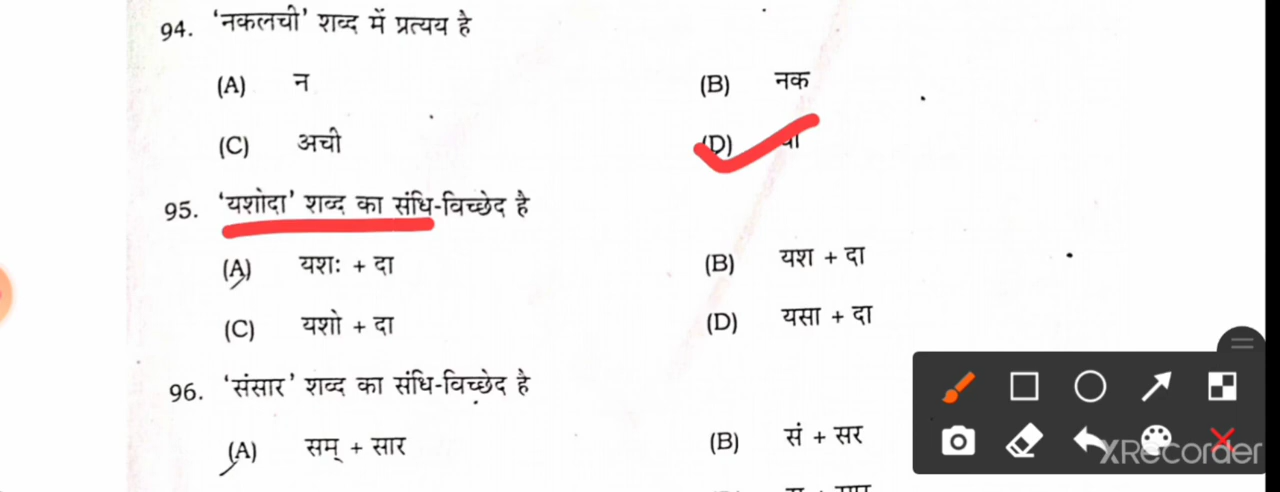 94. 'नकलची' शब्द में प्रत्यय है
(A) न (B) नक
(C) अची (D)
95. 'यशोदा' शब्द का संधि-विच्छेद है
(A) यशः + दा (B) यश + दा
(C) यशो + दा (D) यसा + दा
96. 'संसार' शब्द का संधि-विच्छेद है
(A) सम् + सार (B) सं + सर
XRecorder